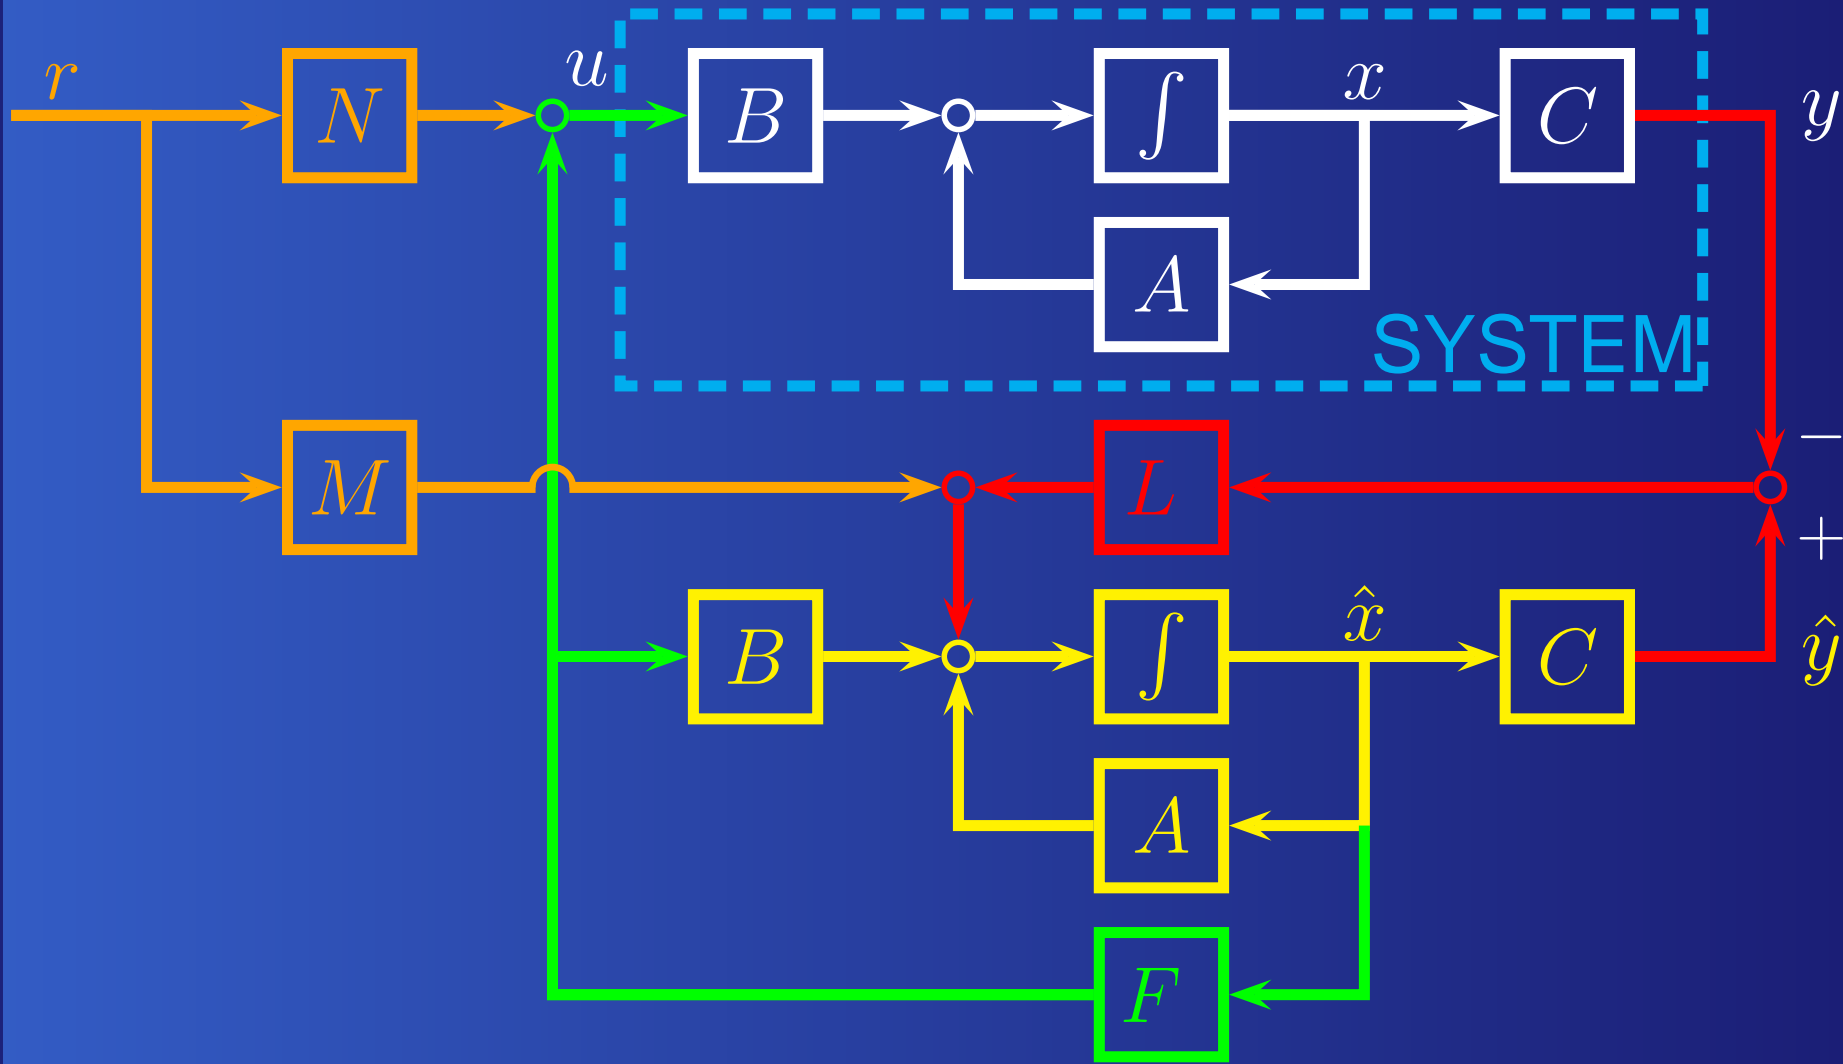 r N u B ∫ x C y
A
SYSTEM
−
M L
+
B ∫ x̂ C ŷ
A
F